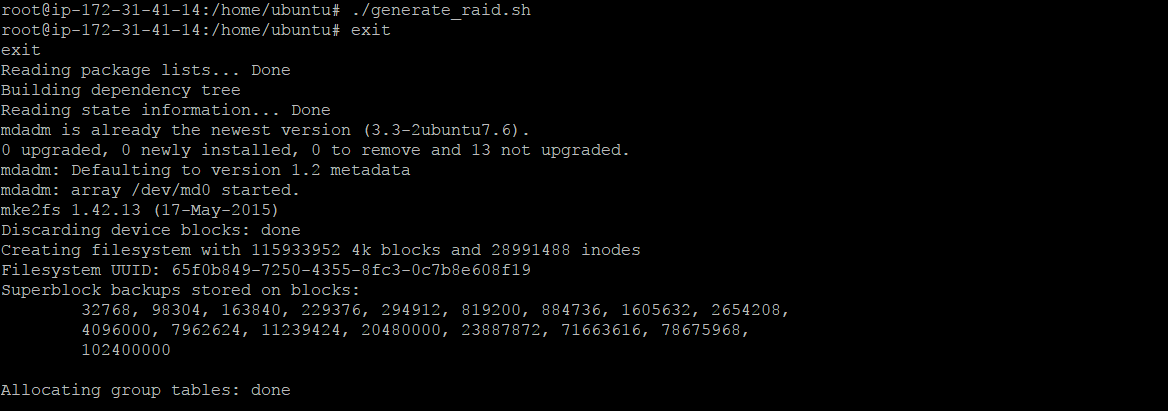 root@ip-172-31-41-14:/home/ubuntu# ./generate_raid.sh
root@ip-172-31-41-14:/home/ubuntu# exit
exit
Reading package lists... Done
Building dependency tree
Reading state information... Done
mdadm is already the newest version (3.3-2ubuntu7.6).
0 upgraded, 0 newly installed, 0 to remove and 13 not upgraded.
mdadm: Defaulting to version 1.2 metadata
mdadm: array /dev/md0 started.
mke2fs 1.42.13 (17-May-2015)
Discarding device blocks: done
Creating filesystem with 115933952 4k blocks and 28991488 inodes
Filesystem UUID: 65f0b849-7250-4355-8fc3-0c7b8e608f19
Superblock backups stored on blocks:
32768, 98304, 163840, 229376, 294912, 819200, 884736, 1605632, 2654208,
4096000, 7962624, 11239424, 20480000, 23887872, 71663616, 78675968,
102400000
Allocating group tables: done